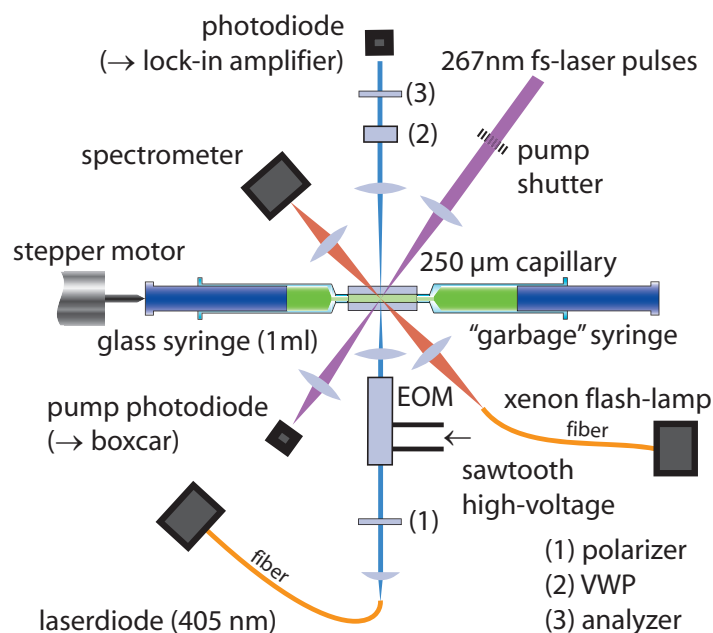 photodiode
(→ lock-in amplifier)
267nm fs-laser pulses
(3)
(2)
spectrometer
pump
shutter
stepper motor
250 μm capillary
glass syringe (1ml)
“garbage” syringe
EOM
xenon flash-lamp
pump photodiode
(→ boxcar)
fiber
←
sawtooth
high-voltage
(1)
fiber
(1) polarizer
(2) VWP
(3) analyzer
laserdiode (405 nm)